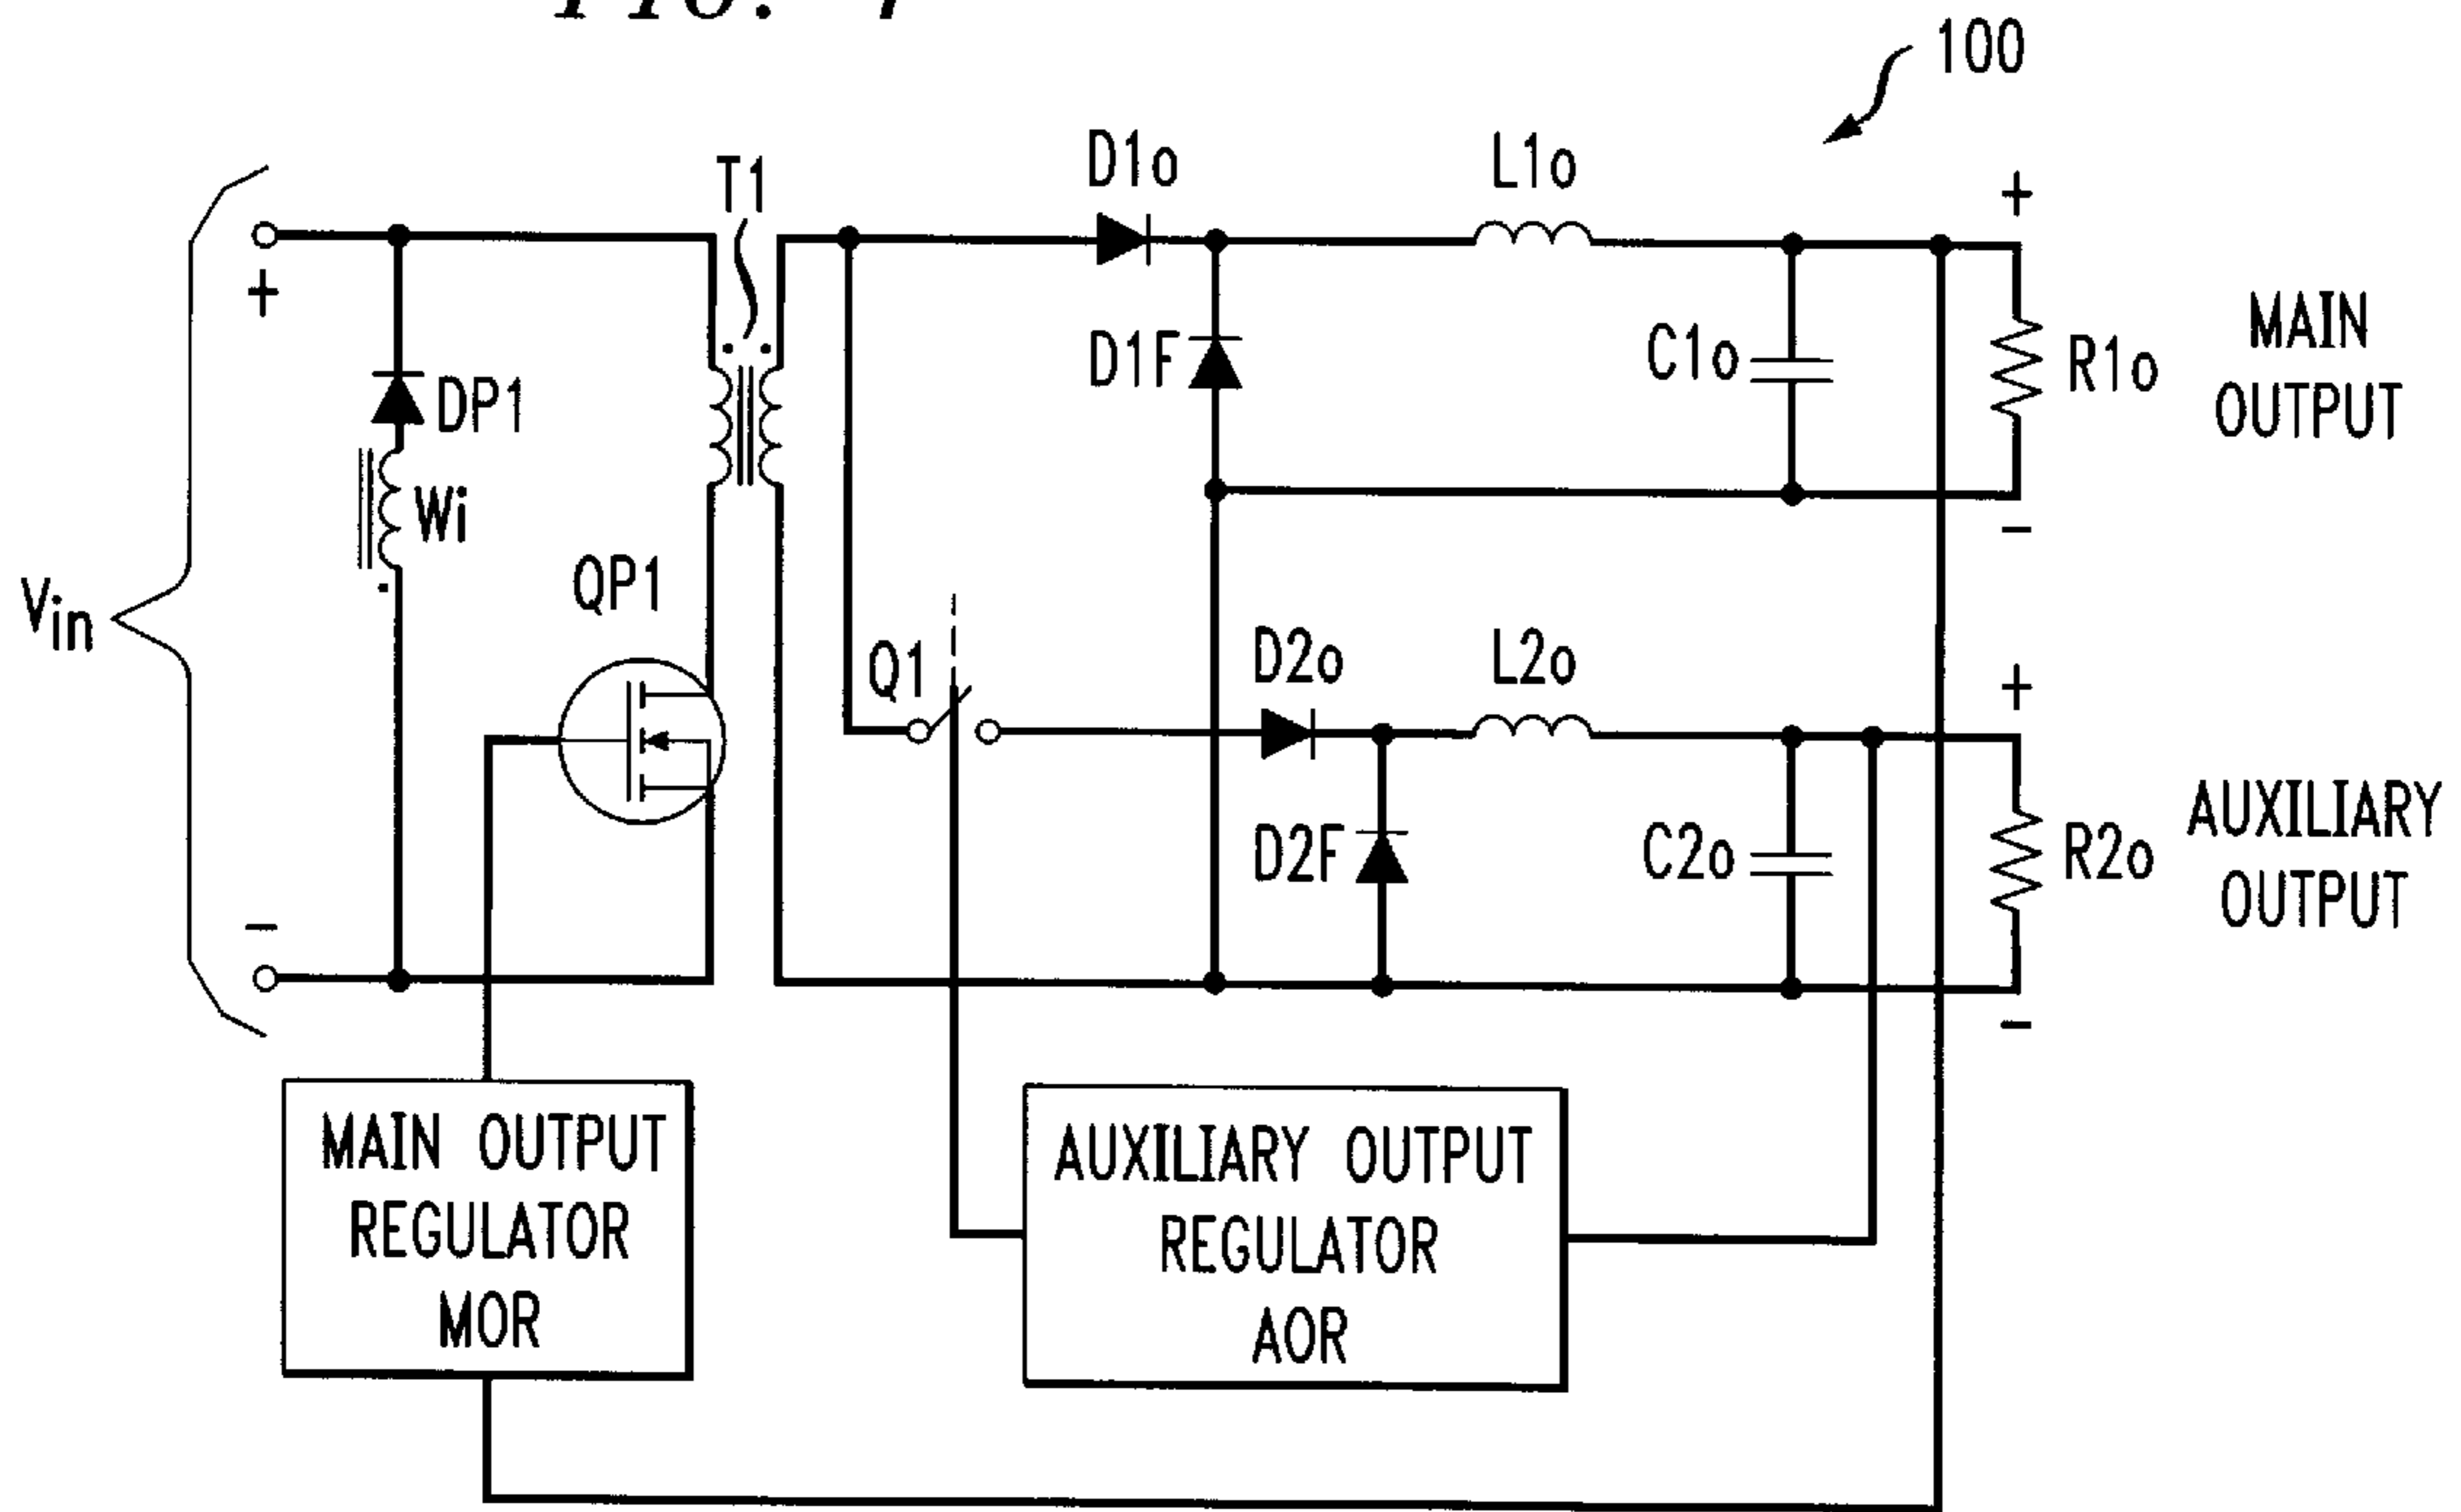 100
T1
D1o
L1o
+
+
DP1
D1F
C1o
R1o
MAIN
OUTPUT
Wi
Vin
QP1
−
Q1
D2o
L2o
+
D2F
C2o
R2o
AUXILIARY
OUTPUT
−
−
MAIN OUTPUT
REGULATOR
MOR
AUXILIARY OUTPUT
REGULATOR
AOR